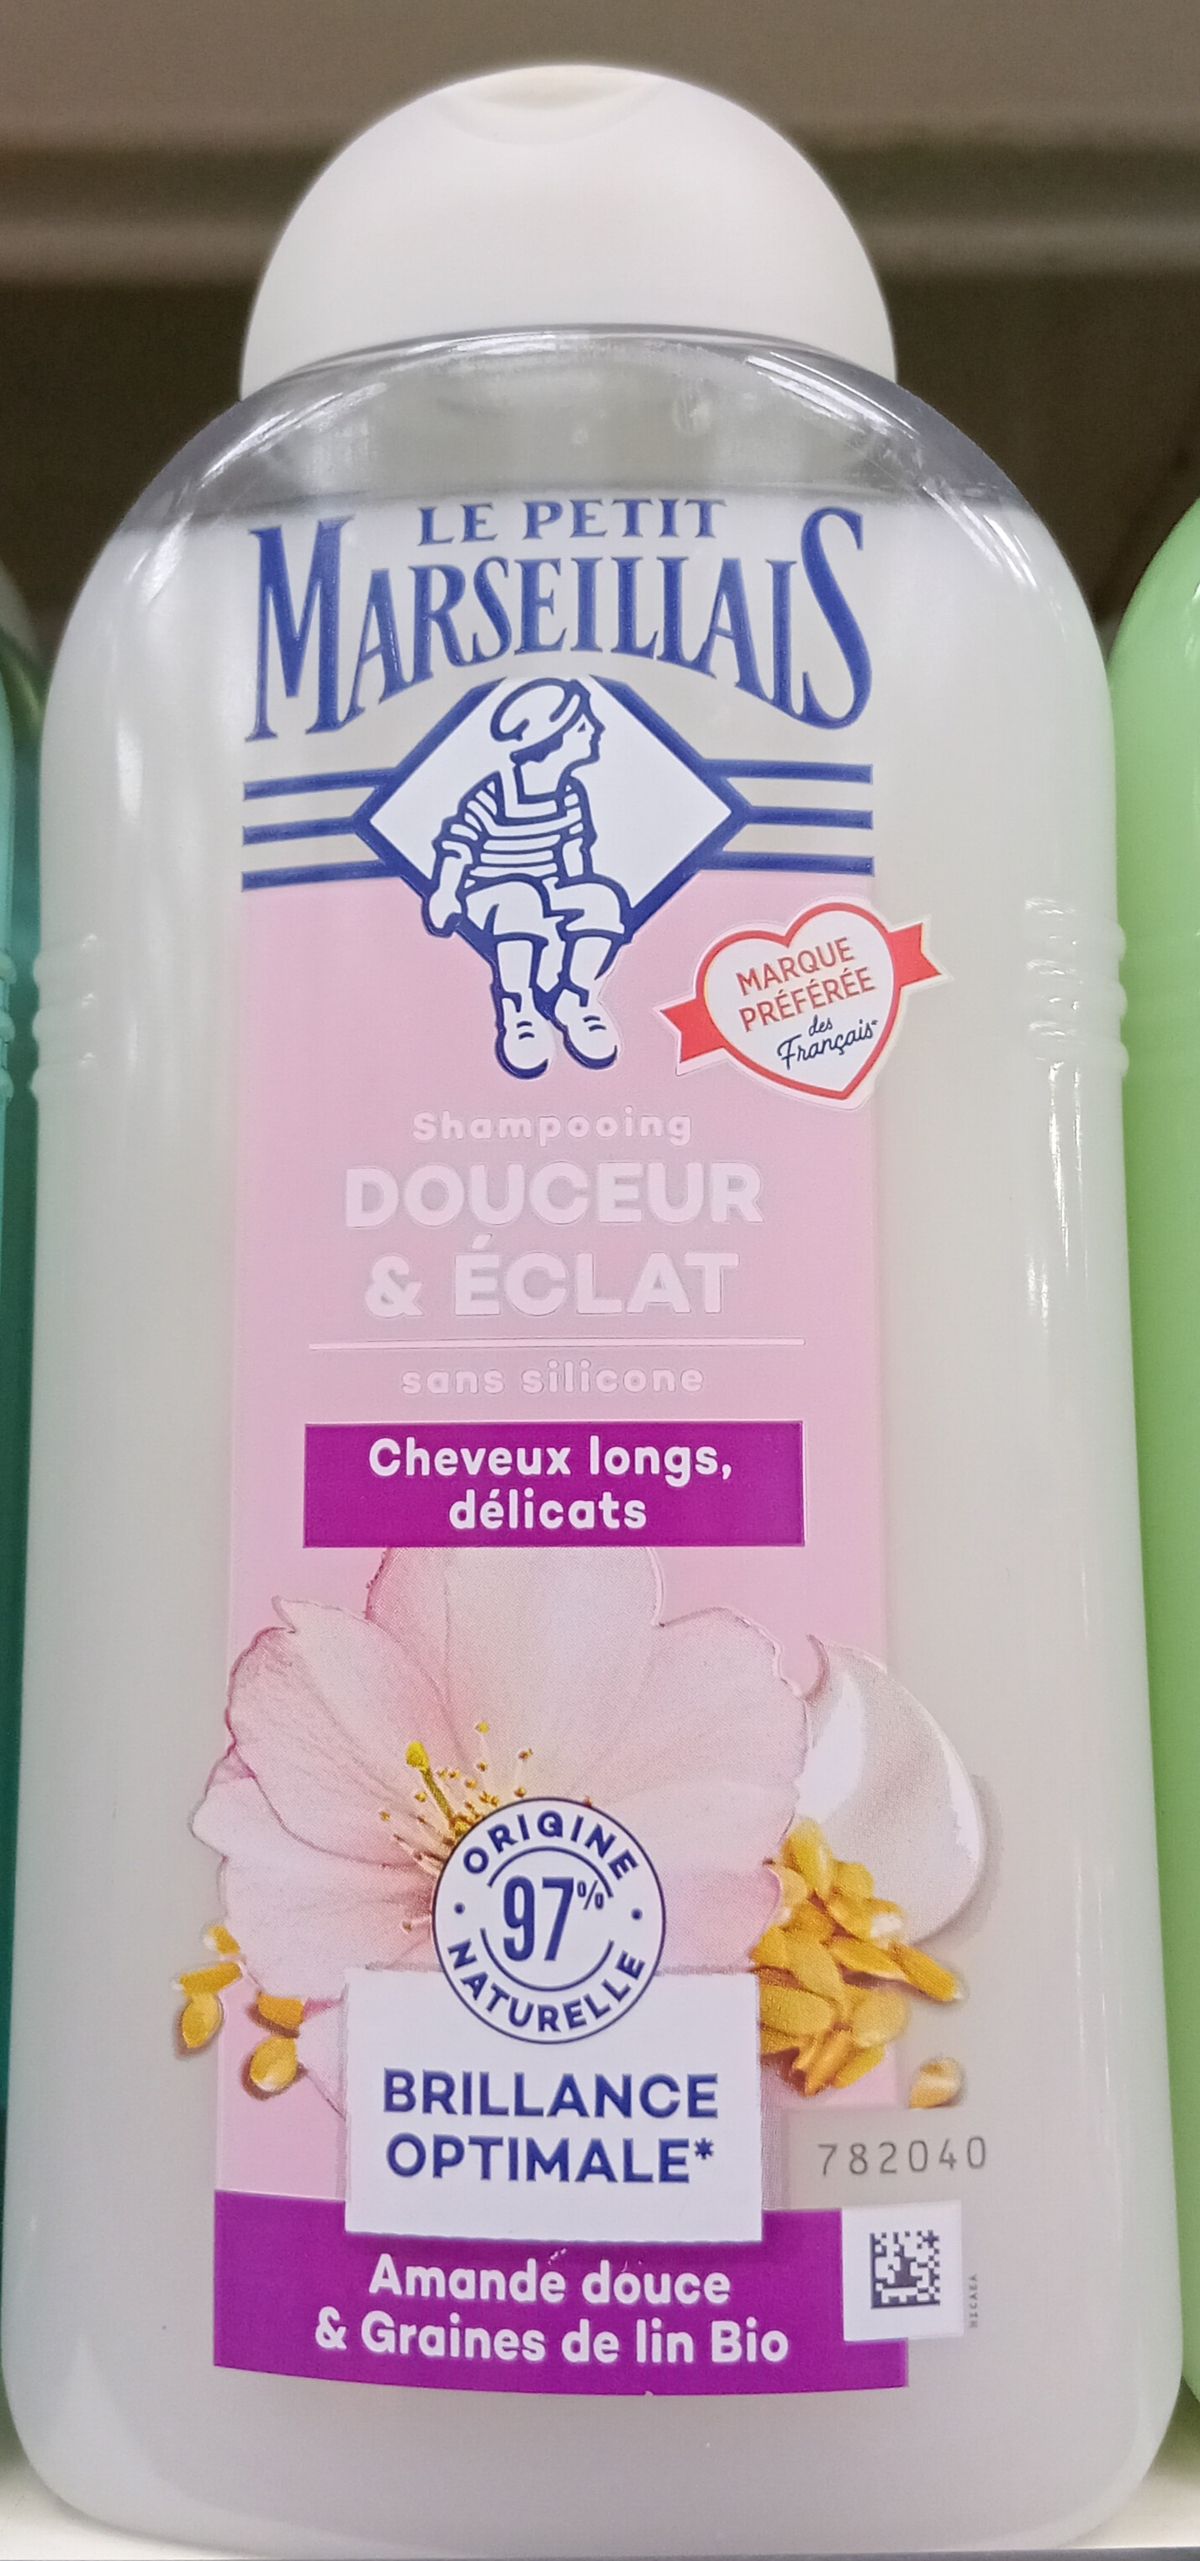 LE PETIT
MARSEILLAIS
MARQUE
PRÉFÉRÉE
des
Français*
Shampooing
DOUCEUR
& ÉCLAT
sans silicone
Cheveux longs,
délicats
ORIGINE
97%
NATURELLE
BRILLANCE
OPTIMALE*
782040
Amande douce
& Graines de lin Bio